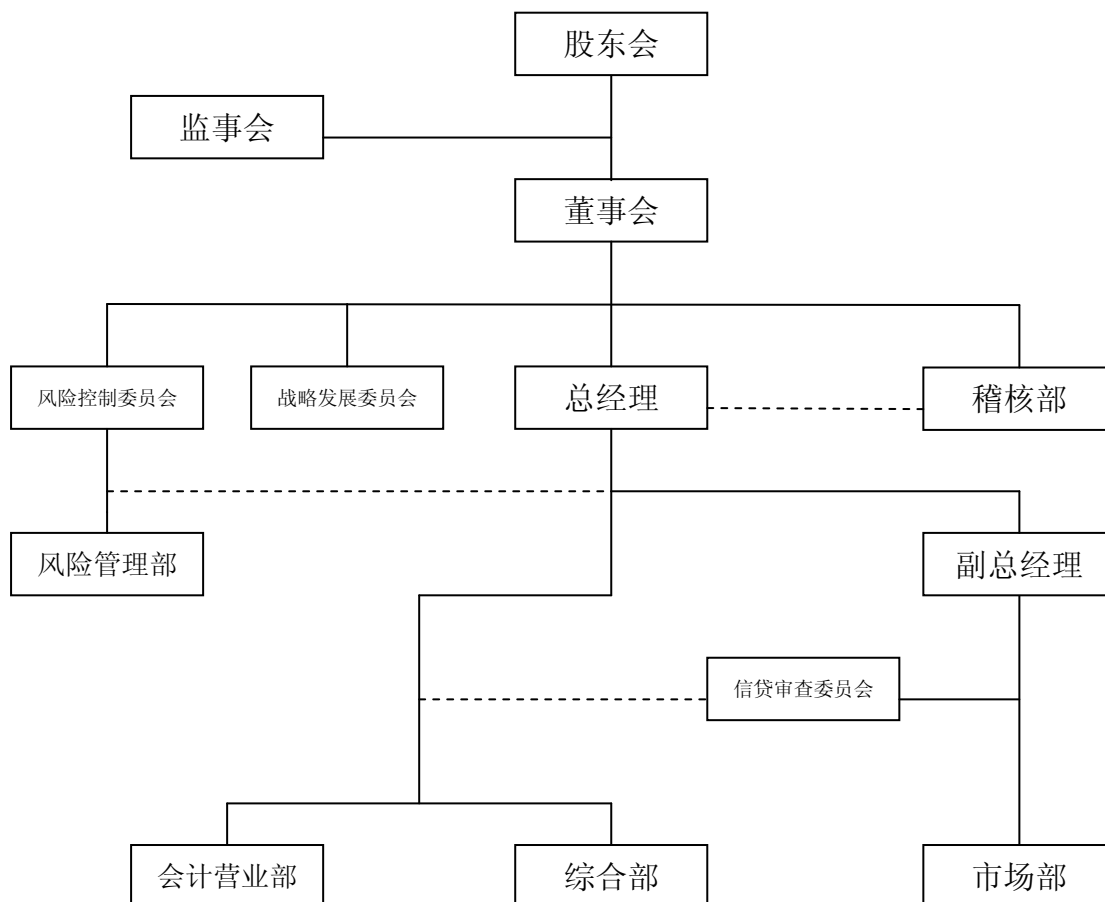 股东会
监事会
董事会
风险控制委员会
战略发展委员会
总经理
稽核部
风险管理部
副总经理
信贷审查委员会
会计营业部
综合部
市场部